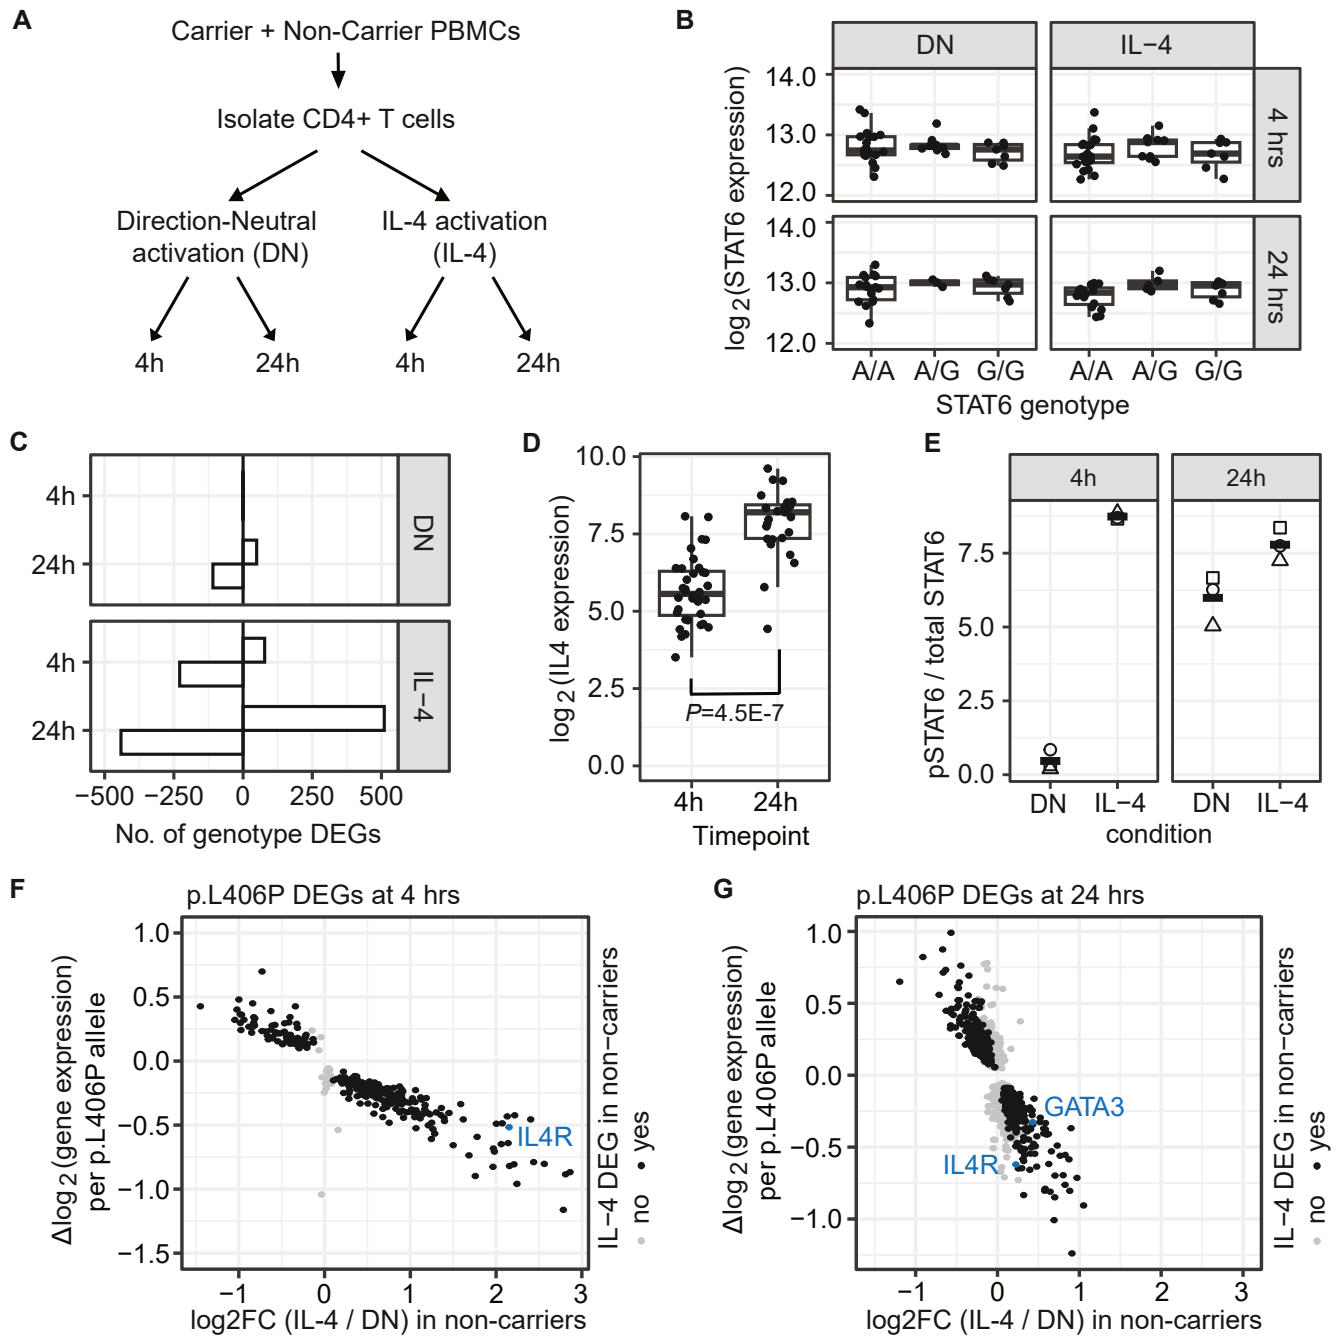 A
Carrier + Non-Carrier PBMCs
Isolate CD4+ T cells
Direction-Neutral
activation (DN)
IL-4 activation
(IL-4)
4h
24h
4h
24h
B
DN
IL−4
log2(STAT6 expression)
14.0
13.0
12.0
4 hrs
14.0
13.0
12.0
24 hrs
A/A
A/G
G/G
A/A
A/G
G/G
STAT6 genotype
C
4h
24h
DN
4h
24h
IL−4
−500
−250
0
250
500
No. of genotype DEGs
D
log2(IL4 expression)
10.0
7.5
5.0
2.5
0.0
P=4.5E-7
4h
24h
Timepoint
E
4h
24h
pSTAT6 / total STAT6
7.5
5.0
2.5
0.0
DN
IL−4
DN
IL−4
condition
F
p.L406P DEGs at 4 hrs
Δlog2(gene expression)
per p.L406P allele
1.0
0.5
0.0
−0.5
−1.0
−1.5
IL4R
−1
0
1
2
3
log2FC (IL-4 / DN) in non-carriers
IL−4 DEG in non-carriers
no
yes
G
p.L406P DEGs at 24 hrs
Δlog2(gene expression)
per p.L406P allele
1.0
0.5
0.0
−0.5
−1.0
GATA3
IL4R
−1
0
1
2
3
log2FC (IL-4 / DN) in non-carriers
IL−4 DEG in non-carriers
no
yes